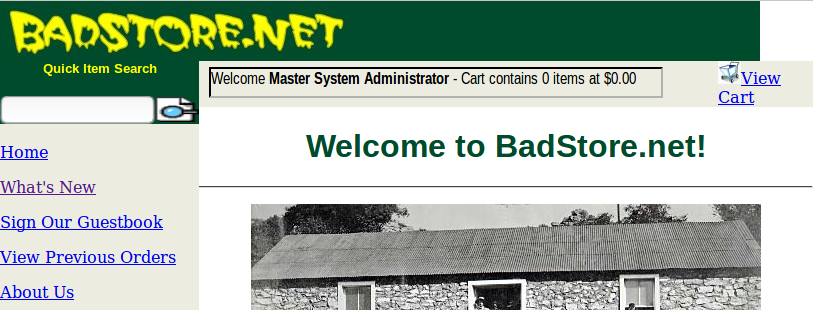 BADSTORE.NET
Quick Item Search
Welcome Master System Administrator - Cart contains 0 items at $0.00
View
Cart
Home
What's New
Sign Our Guestbook
View Previous Orders
About Us
Welcome to BadStore.net!